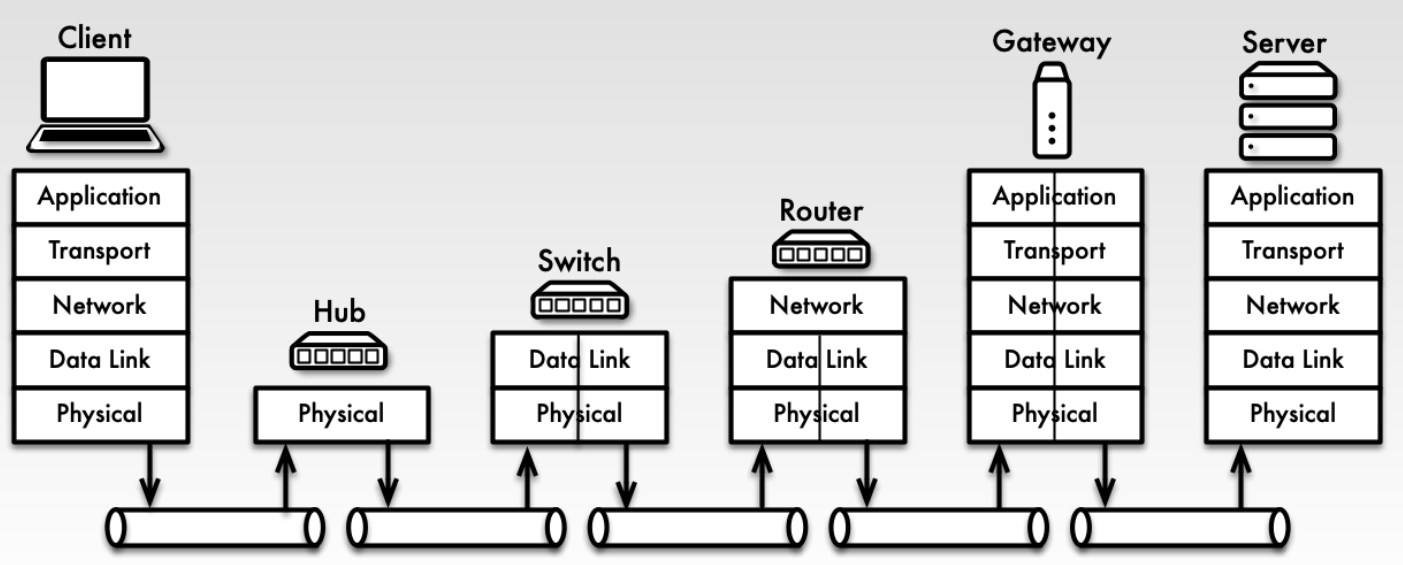 Client
Application
Transport
Network
Data Link
Physical
Hub
Physical
Switch
Data Link
Physical
Router
Network
Data Link
Physical
Gateway
Application
Transport
Network
Data Link
Physical
Server
Application
Transport
Network
Data Link
Physical